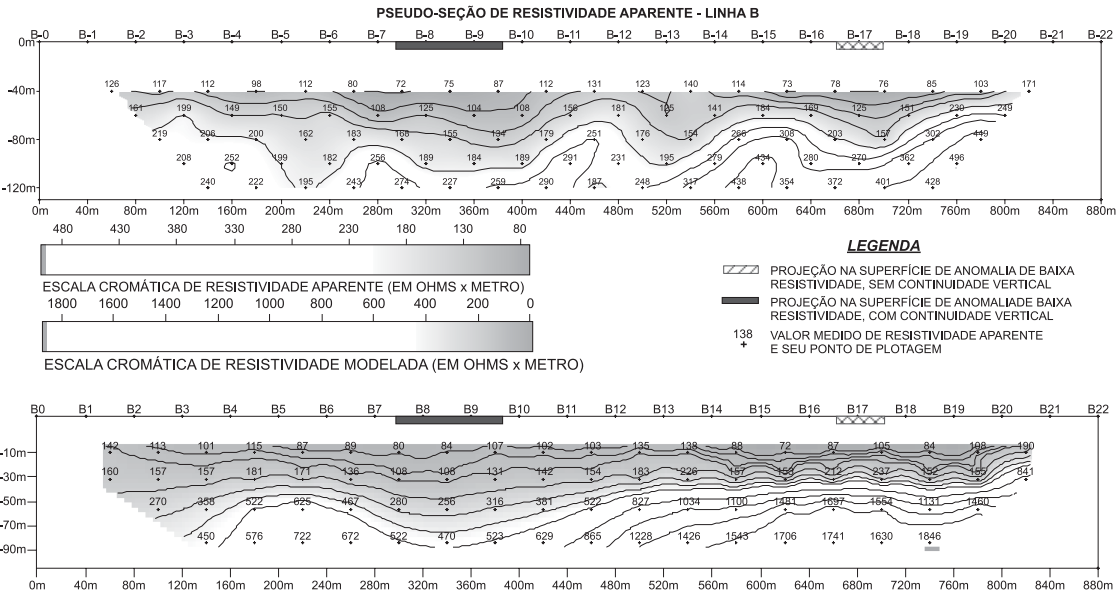 PSEUDO-SEÇÃO DE RESISTIVIDADE APARENTE - LINHA B
B-0 B-1 B-2 B-3 B-4 B-5 B-6 B-7 B-8 B-9 B-10 B-11 B-12 B-13 B-14 B-15 B-16 B-17 B-18 B-19 B-20 B-21 B-22
0m
126 117 112 98 112 80 72 75 87 112 131 123 140 114 73 78 76 85 103 171
-40m
161 199 149 150 155 108 125 104 108 156 181 125 141 184 169 125 151 230 249
219 206 200 162 183 168 155 134 179 251 176 154 266 308 203 157 302 449
-80m
208 252 199 182 256 189 184 189 291 231 195 279 434 280 270 362 496
240 222 195 243 274 227 259 290 187 248 317 438 354 372 401 428
-120m
0m 40m 80m 120m 160m 200m 240m 280m 320m 360m 400m 440m 480m 520m 560m 600m 640m 680m 720m 760m 800m 840m 880m
480 430 380 330 280 230 180 130 80
ESCALA CROMÁTICA DE RESISTIVIDADE APARENTE (EM OHMS x METRO)
1800 1600 1400 1200 1000 800 600 400 200 0
ESCALA CROMÁTICA DE RESISTIVIDADE MODELADA (EM OHMS x METRO)
LEGENDA
PROJEÇÃO NA SUPERFÍCIE DE ANOMALIA DE BAIXA
RESISTIVIDADE, SEM CONTINUIDADE VERTICAL
PROJEÇÃO NA SUPERFÍCIE DE ANOMALIADE BAIXA
RESISTIVIDADE, COM CONTINUIDADE VERTICAL
138 VALOR MEDIDO DE RESISTIVIDADE APARENTE
E SEU PONTO DE PLOTAGEM
B0 B1 B2 B3 B4 B5 B6 B7 B8 B9 B10 B11 B12 B13 B14 B15 B16 B17 B18 B19 B20 B21 B22
142 113 101 115 87 89 80 84 107 102 103 135 138 88 72 87 105 84 108 190
-10m
160 157 157 181 171 136 108 108 131 142 154 183 226 157 153 212 237 152 155 841
-30m
270 358 522 625 467 280 256 316 381 522 827 1034 1100 1481 1697 1554 1131 1460
-50m
-70m
450 576 722 672 522 470 523 629 865 1228 1426 1543 1706 1741 1630 1846
-90m
0m 40m 80m 120m 160m 200m 240m 280m 320m 360m 400m 440m 480m 520m 560m 600m 640m 680m 720m 760m 800m 840m 880m